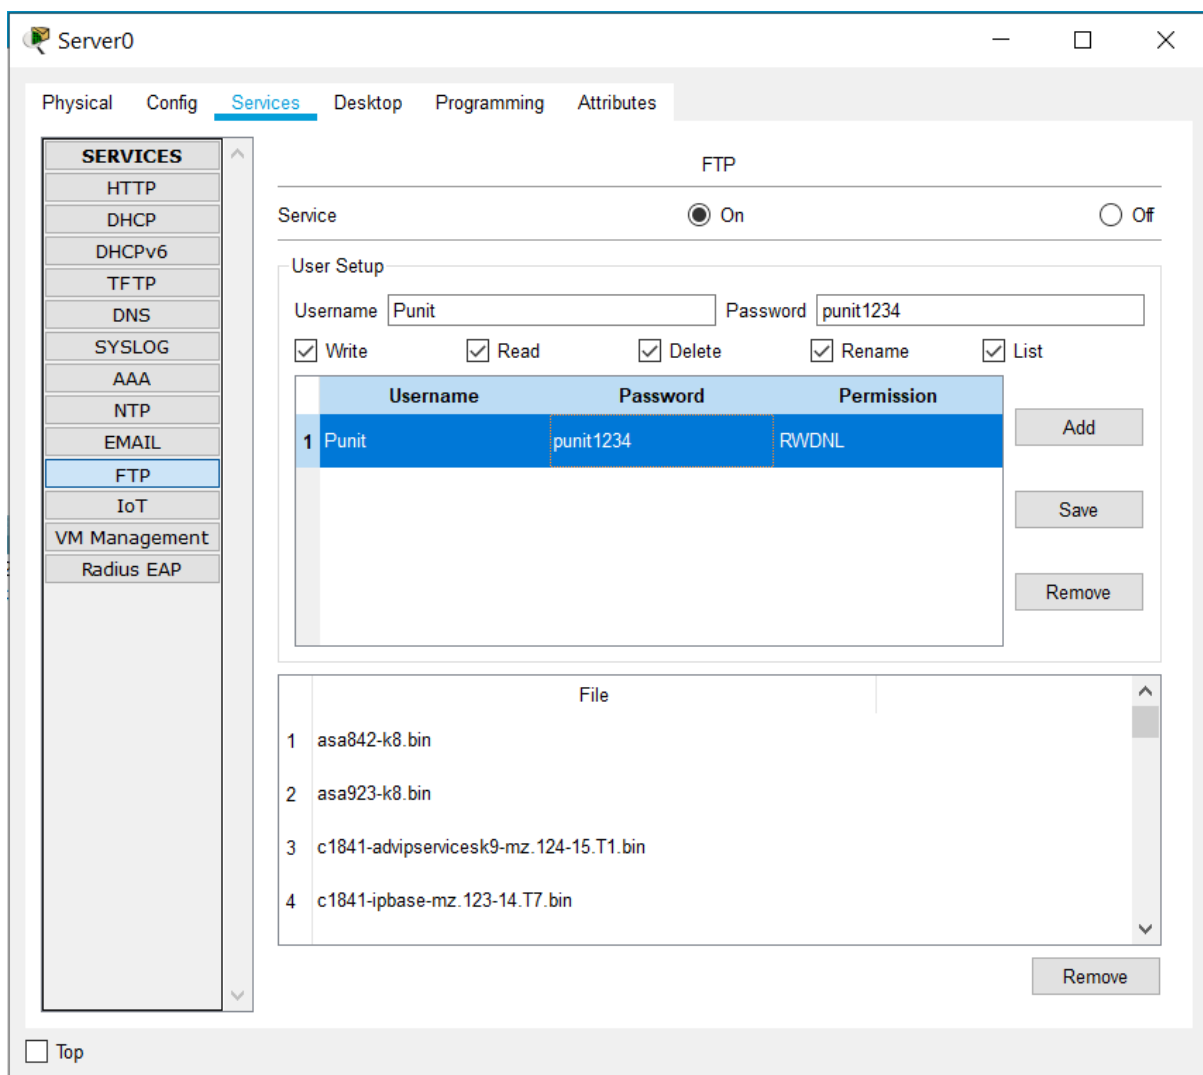 Server0
Physical Config Services Desktop Programming Attributes
SERVICES
HTTP
DHCP
DHCPv6
TFTP
DNS
SYSLOG
AAA
NTP
EMAIL
FTP
IoT
VM Management
Radius EAP
FTP
Service On Off
User Setup
Username Punit Password punit1234
Write Read Delete Rename List
Username Password Permission
1 Punit punit1234 RWDNL
Add
Save
Remove
File
1 asa842-k8.bin
2 asa923-k8.bin
3 c1841-advipservicesk9-mz.124-15.T1.bin
4 c1841-ipbase-mz.123-14.T7.bin
Remove
Top